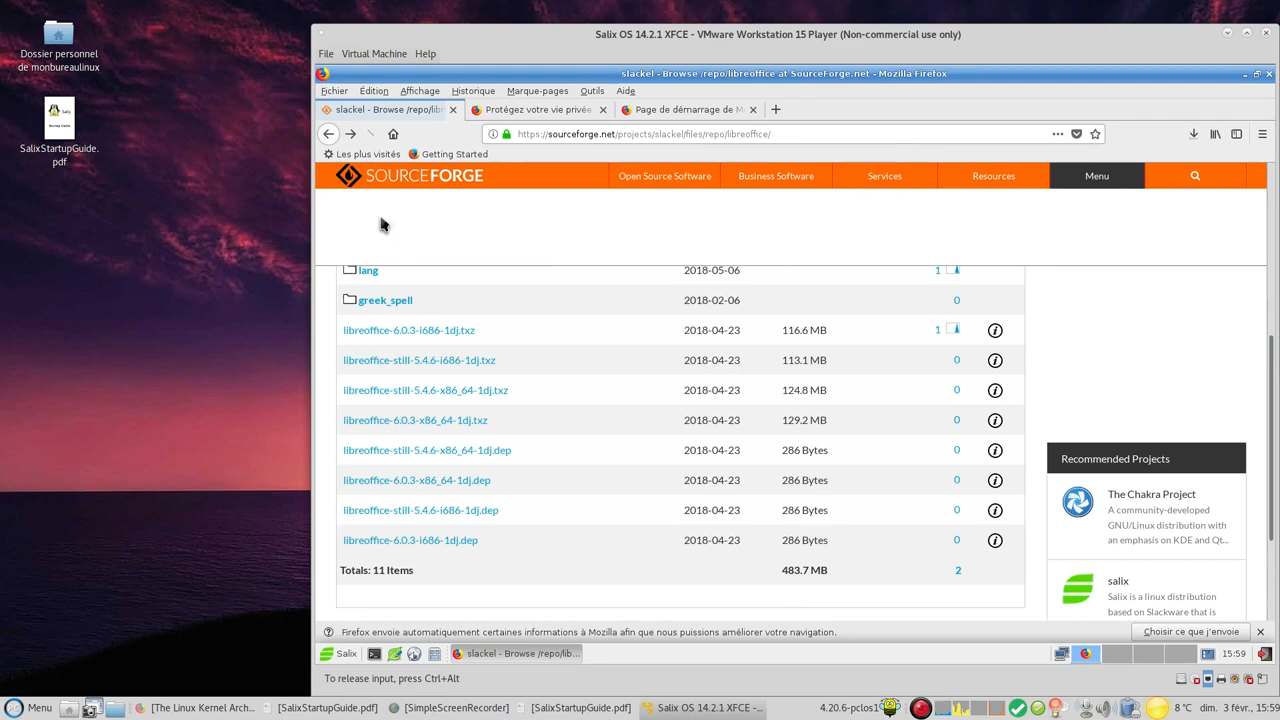 Dossier personnel
de monbureaulinux
Sally
SalixStartupGuide.
pdf
Salix OS 14.2.1 XFCE - VMware Workstation 15 Player (Non-commercial use only)
File Virtual Machine Help
slackel - Browse /repo/libreoffice at SourceForge.net - Mozilla Firefox
Fichier Édition Affichage Historique Marque-pages Outils Aide
slackel - Browse /repo/libr Protégez votre vie privée Page de démarrage de M
https://sourceforge.net/projects/slackel/files/repo/libreoffice/
Les plus visités Getting Started
SOURCEFORGE Open Source Software Business Software Services Resources Menu
lang 2018-05-06 1
greek_spell 2018-02-06 0
libreoffice-6.0.3-i686-1dj.txz 2018-04-23 116.6 MB 1
libreoffice-still-5.4.6-i686-1dj.txz 2018-04-23 113.1 MB 0
libreoffice-still-5.4.6-x86_64-1dj.txz 2018-04-23 124.8 MB 0
libreoffice-6.0.3-x86_64-1dj.txz 2018-04-23 129.2 MB 0
libreoffice-still-5.4.6-x86_64-1dj.dep 2018-04-23 286 Bytes 0
libreoffice-6.0.3-x86_64-1dj.dep 2018-04-23 286 Bytes 0
libreoffice-still-5.4.6-i686-1dj.dep 2018-04-23 286 Bytes 0
libreoffice-6.0.3-i686-1dj.dep 2018-04-23 286 Bytes 0
Totals: 11 Items 483.7 MB 2
Recommended Projects
The Chakra Project
A community-developed
GNU/Linux distribution with
an emphasis on KDE and Qt...
salix
Salix is a linux distribution
based on Slackware that is
Firefox envoie automatiquement certaines informations à Mozilla afin que nous puissions améliorer votre navigation. Choisir ce que j'envoie
Salix slackel - Browse /repo/lib... 15:59
To release input, press Ctrl+Alt
Menu [The Linux Kernel Arch... [SalixStartupGuide.pdf] [SimpleScreenRecorder] [SalixStartupGuide.pdf] Salix OS 14.2.1 XFCE -... 4.20.6-pclos1 8 °C dim. 3 févr., 15:59